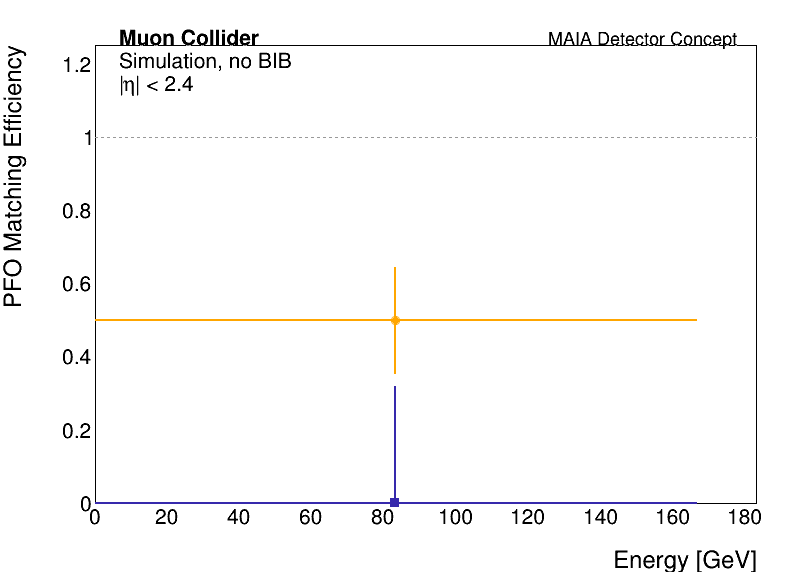 Muon Collider
MAIA Detector Concept
Simulation, no BIB
|η| < 2.4
PFO Matching Efficiency
1.2
1
0.8
0.6
0.4
0.2
0
0 20 40 60 80 100 120 140 160 180
Energy [GeV]